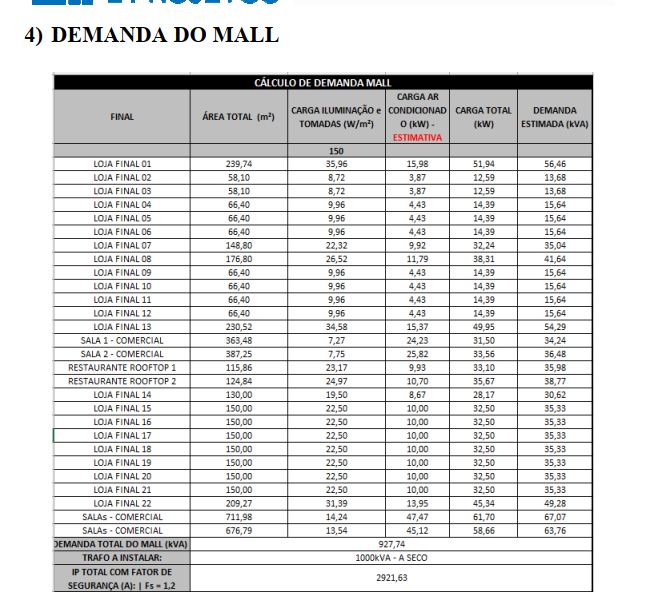 4) DEMANDA DO MALL
CÁLCULO DE DEMANDA MALL
FINAL ÁREA TOTAL (m²) CARGA ILUMINAÇÃO e TOMADAS (W/m²) CARGA AR CONDICIONADO (kW) - ESTIMATIVA CARGA TOTAL (kW) DEMANDA ESTIMADA (kVA)
150
LOJA FINAL 01 239,74 35,96 15,98 51,94 56,46
LOJA FINAL 02 58,10 8,72 3,87 12,59 13,68
LOJA FINAL 03 58,10 8,72 3,87 12,59 13,68
LOJA FINAL 04 66,40 9,96 4,43 14,39 15,64
LOJA FINAL 05 66,40 9,96 4,43 14,39 15,64
LOJA FINAL 06 66,40 9,96 4,43 14,39 15,64
LOJA FINAL 07 148,80 22,32 9,92 32,24 35,04
LOJA FINAL 08 176,80 26,52 11,79 38,31 41,64
LOJA FINAL 09 66,40 9,96 4,43 14,39 15,64
LOJA FINAL 10 66,40 9,96 4,43 14,39 15,64
LOJA FINAL 11 66,40 9,96 4,43 14,39 15,64
LOJA FINAL 12 66,40 9,96 4,43 14,39 15,64
LOJA FINAL 13 230,52 34,58 15,37 49,95 54,29
SALA 1 - COMERCIAL 363,48 7,27 24,23 31,50 34,24
SALA 2 - COMERCIAL 387,25 7,75 25,82 33,56 36,48
RESTAURANTE ROOFTOP 1 115,86 23,17 9,93 33,10 35,98
RESTAURANTE ROOFTOP 2 124,84 24,97 10,70 35,67 38,77
LOJA FINAL 14 130,00 19,50 8,67 28,17 30,62
LOJA FINAL 15 150,00 22,50 10,00 32,50 35,33
LOJA FINAL 16 150,00 22,50 10,00 32,50 35,33
LOJA FINAL 17 150,00 22,50 10,00 32,50 35,33
LOJA FINAL 18 150,00 22,50 10,00 32,50 35,33
LOJA FINAL 19 150,00 22,50 10,00 32,50 35,33
LOJA FINAL 20 150,00 22,50 10,00 32,50 35,33
LOJA FINAL 21 150,00 22,50 10,00 32,50 35,33
LOJA FINAL 22 209,27 31,39 13,95 45,34 49,28
SALAs - COMERCIAL 711,98 14,24 47,47 61,70 67,07
SALAs - COMERCIAL 676,79 13,54 45,12 58,66 63,76
DEMANDA TOTAL DO MALL (kVA) 927,74
TRAFO A INSTALAR: 1000kVA - A SECO
IP TOTAL COM FATOR DE SEGURANÇA (A): | Fs = 1,2 2921,63